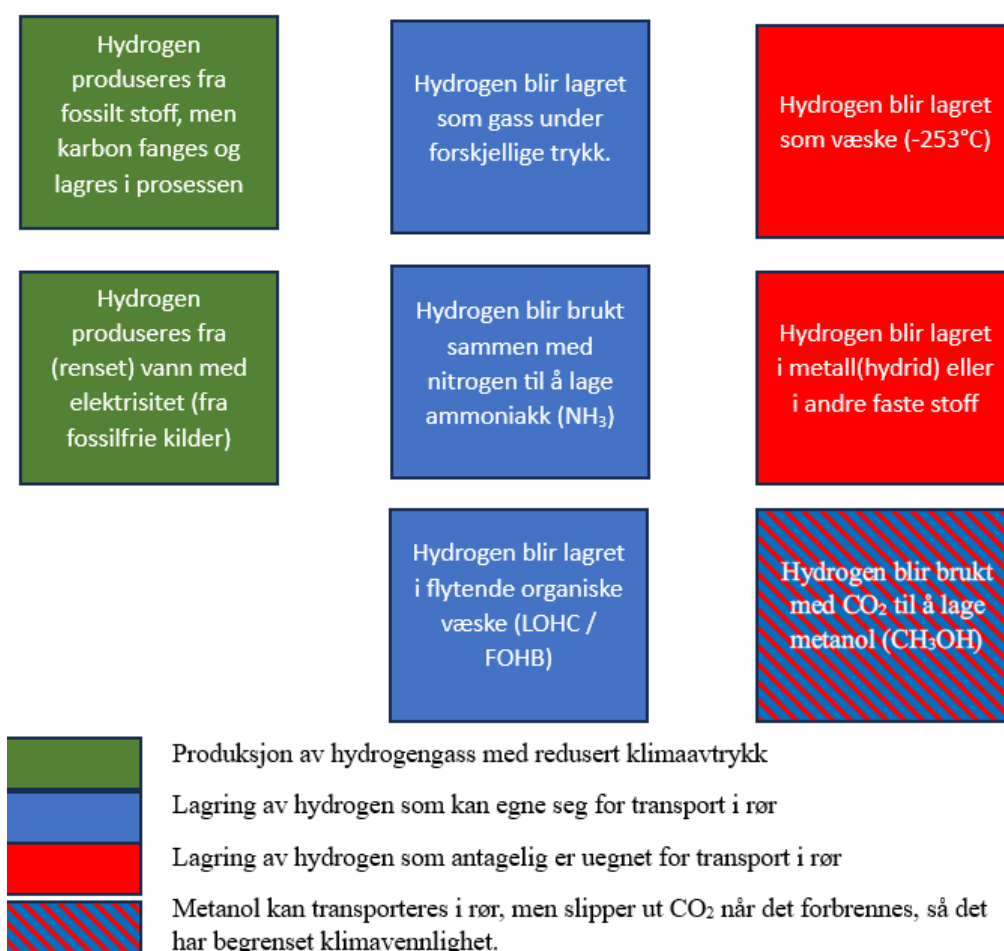 Hydrogen
produseres fra
fossilt stoff, men
karbon fanges og
lagres i prosessen
Hydrogen blir lagret
som gass under
forskjellige trykk.
Hydrogen blir lagret
som væske (-253°C)
Hydrogen
produseres fra
(renset) vann med
elektrisitet (fra
fossilfrie kilder)
Hydrogen blir brukt
sammen med
nitrogen til å lage
ammoniakk (NH₃)
Hydrogen blir lagret
i metall(hydrid) eller
i andre faste stoff
Hydrogen blir lagret
i flytende organiske
væske (LOHC /
FOHB)
Hydrogen blir brukt
med CO₂ til å lage
metanol (CH₃OH)
Produksjon av hydrogengass med redusert klimaavtrykk
Lagring av hydrogen som kan egne seg for transport i rør
Lagring av hydrogen som antagelig er uegnet for transport i rør
Metanol kan transporteres i rør, men slipper ut CO₂ når det forbrennes, så det
har begrenset klimavennlighet.